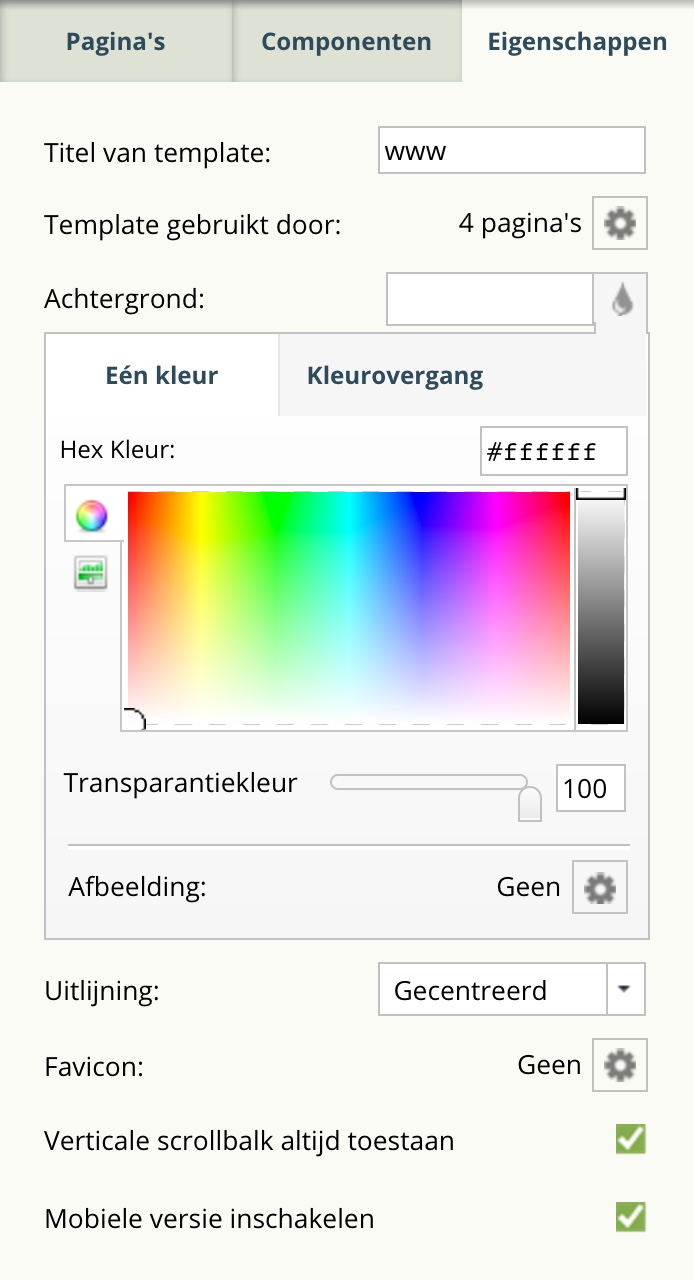 Pagina's Componenten Eigenschappen
Titel van template: www
Template gebruikt door: 4 pagina's
Achtergrond:
Eén kleur Kleurovergang
Hex Kleur: #ffffff
Transparantiekleur 100
Afbeelding: Geen
Uitlijning: Gecentreerd
Favicon: Geen
Verticale scrollbalk altijd toestaan
Mobiele versie inschakelen